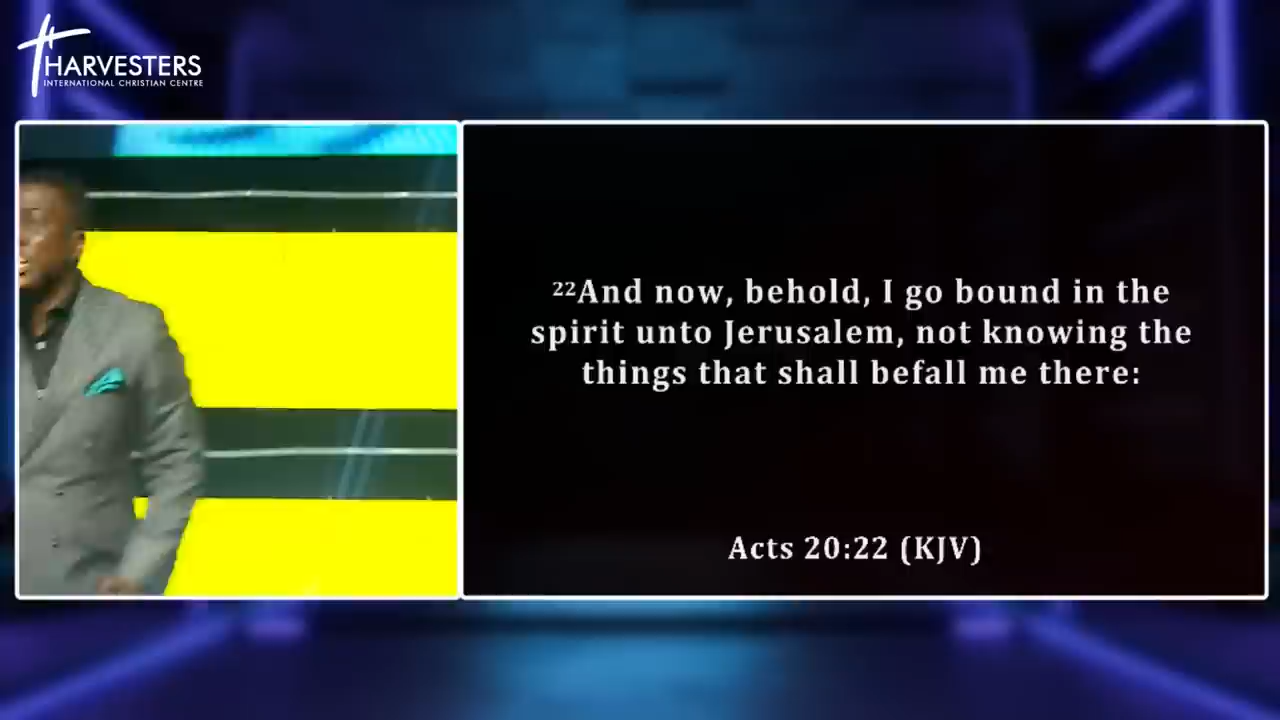 HARVESTERS
INTERNATIONAL CHRISTIAN CENTRE
²²And now, behold, I go bound in the
spirit unto Jerusalem, not knowing the
things that shall befall me there:
Acts 20:22 (KJV)